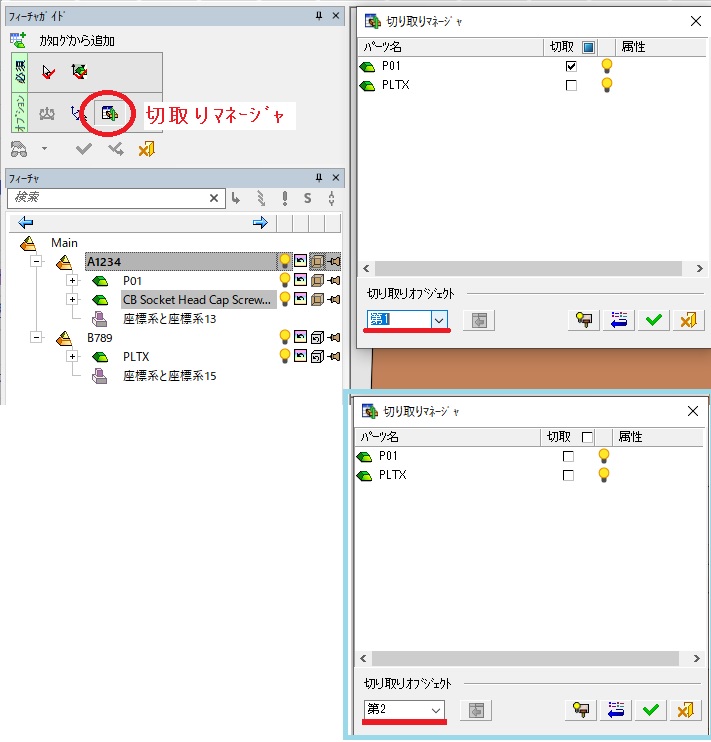 フィーチャガイド
カタログから追加
必須
オプション
切取りマネージャ
フィーチャ
検索
S
Main
A1234
P01
CB Socket Head Cap Screw...
座標系と座標系13
B789
PLTX
座標系と座標系15
切り取りマネージャ
パーツ名 切取 属性
P01
PLTX
切り取りオブジェクト
第1
切り取りマネージャ
パーツ名 切取 属性
P01
PLTX
切り取りオブジェクト
第2